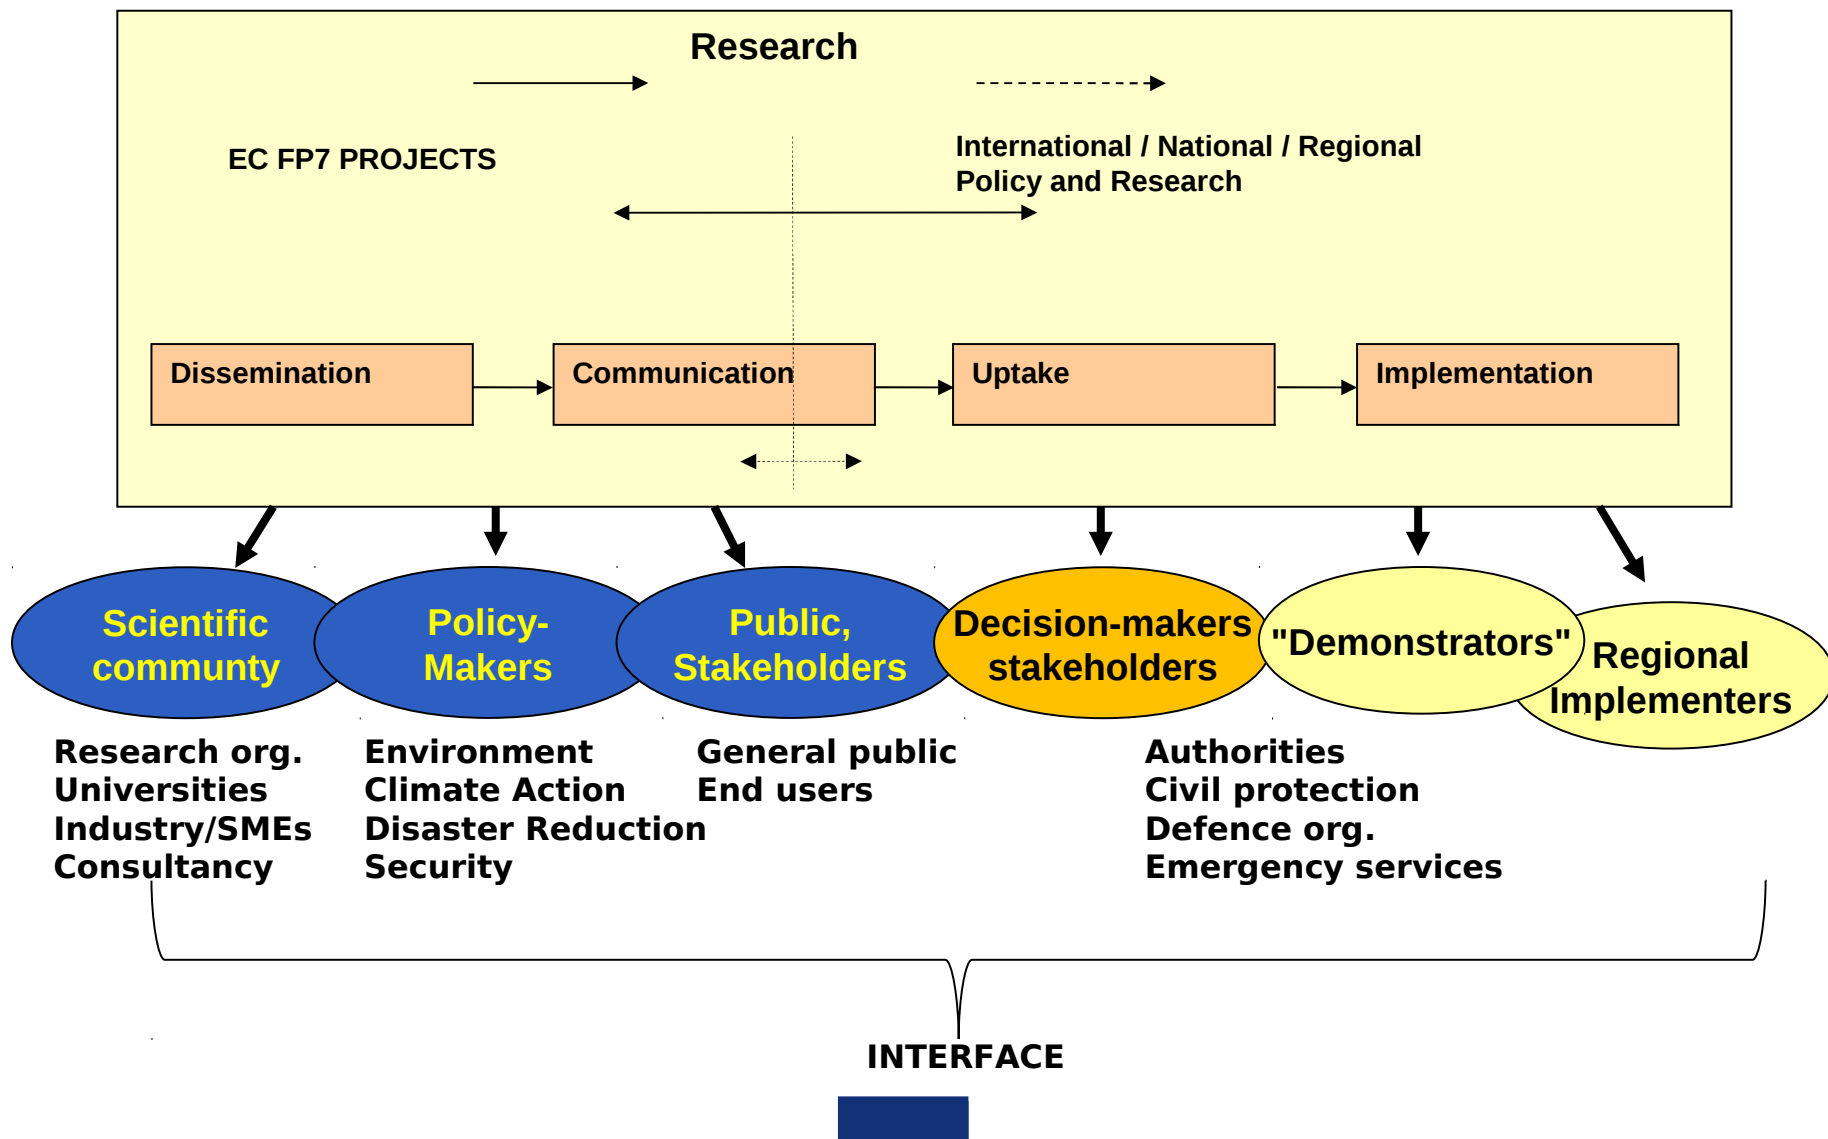 Research
EC FP7 PROJECTS
International / National / Regional
Policy and Research
Dissemination
Communication
Uptake
Implementation
Scientific
communty
Policy-
Makers
Public,
Stakeholders
Decision-makers
stakeholders
"Demonstrators"
Regional
Implementers
Research org.
Universities
Industry/SMEs
Consultancy
Environment
Climate Action
Disaster Reduction
Security
General public
End users
Authorities
Civil protection
Defence org.
Emergency services
INTERFACE